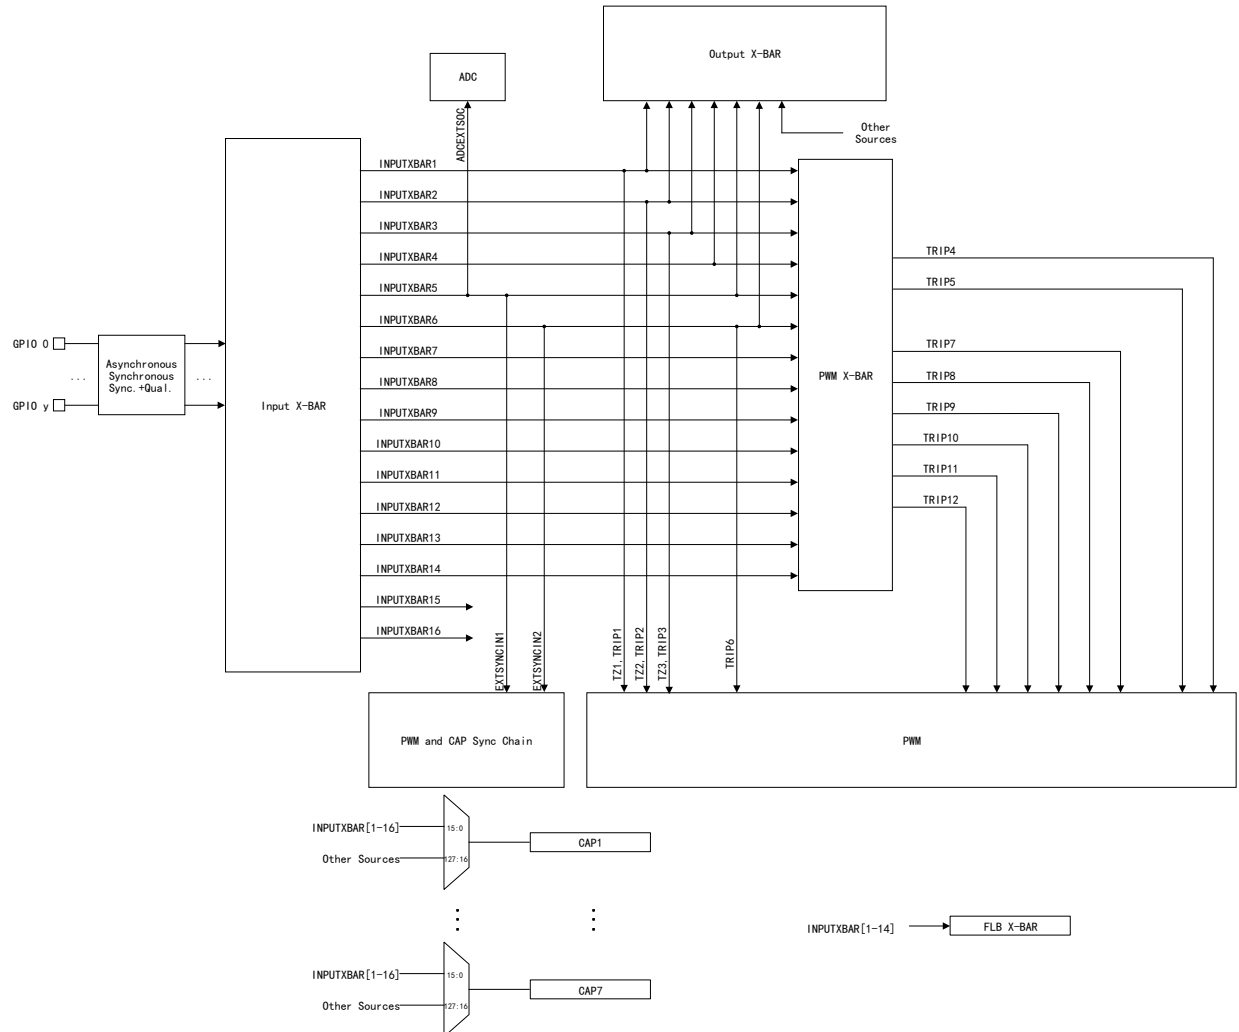 Output X-BAR
ADC
ADCEXTSOC
Other
Sources
INPUTXBAR1
INPUTXBAR2
INPUTXBAR3
INPUTXBAR4
INPUTXBAR5
INPUTXBAR6
INPUTXBAR7
INPUTXBAR8
INPUTXBAR9
INPUTXBAR10
INPUTXBAR11
INPUTXBAR12
INPUTXBAR13
INPUTXBAR14
INPUTXBAR15
INPUTXBAR16
GPIO 0
...
GPIO y
Asynchronous
Synchronous
Sync.+Qual.
...
Input X-BAR
PWM X-BAR
TRIP4
TRIP5
TRIP7
TRIP8
TRIP9
TRIP10
TRIP11
TRIP12
EXTSYNCIN1
EXTSYNCIN2
TZ1,TRIP1
TZ2,TRIP2
TZ3,TRIP3
TRIP6
PWM and CAP Sync Chain
PWM
INPUTXBAR[1-16]
15:0
Other Sources
127:16
CAP1
INPUTXBAR[1-14]
FLB X-BAR
INPUTXBAR[1-16]
15:0
Other Sources
127:16
CAP7